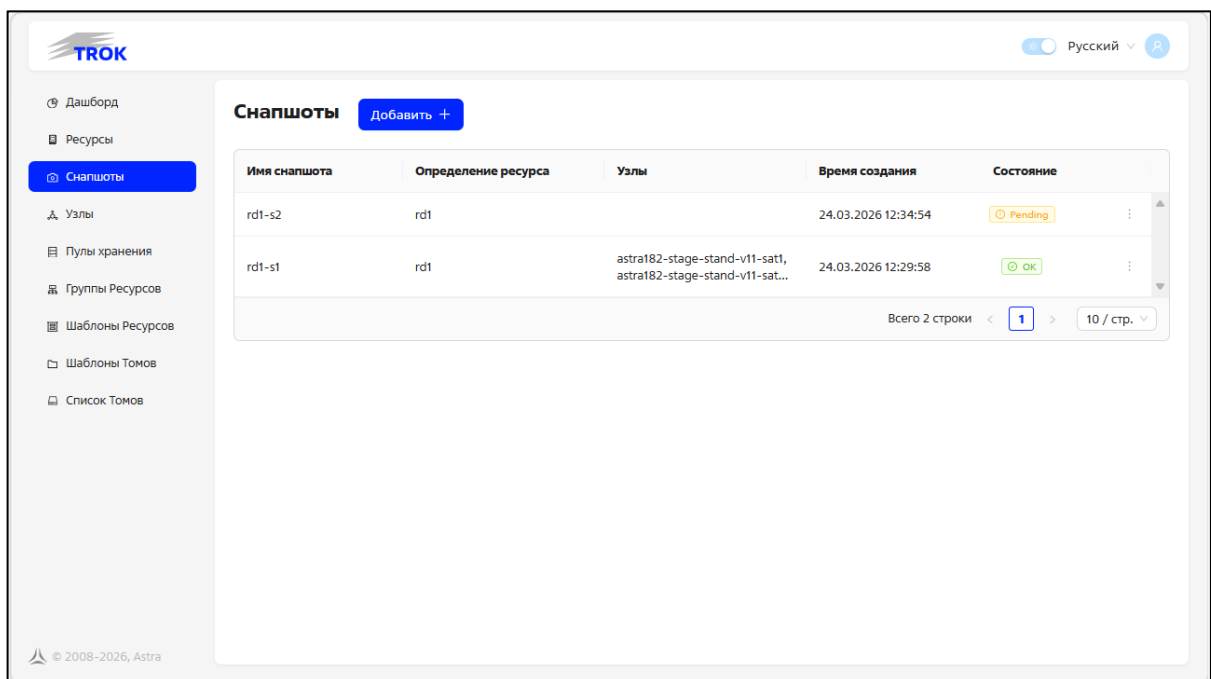 TROK
Русский
Дашборд
Ресурсы
Снапшоты
Узлы
Пулы хранения
Группы Ресурсов
Шаблоны Ресурсов
Шаблоны Томов
Список Томов
© 2008-2026, Astra
Снапшоты Добавить +
Имя снапшота Определение ресурса Узлы Время создания Состояние
rd1-s2 rd1 24.03.2026 12:34:54 Pending
rd1-s1 rd1 astra182-stage-stand-v11-sat1, 24.03.2026 12:29:58 OK
astra182-stage-stand-v11-sat...
Всего 2 строки < 1 > 10 / стр.